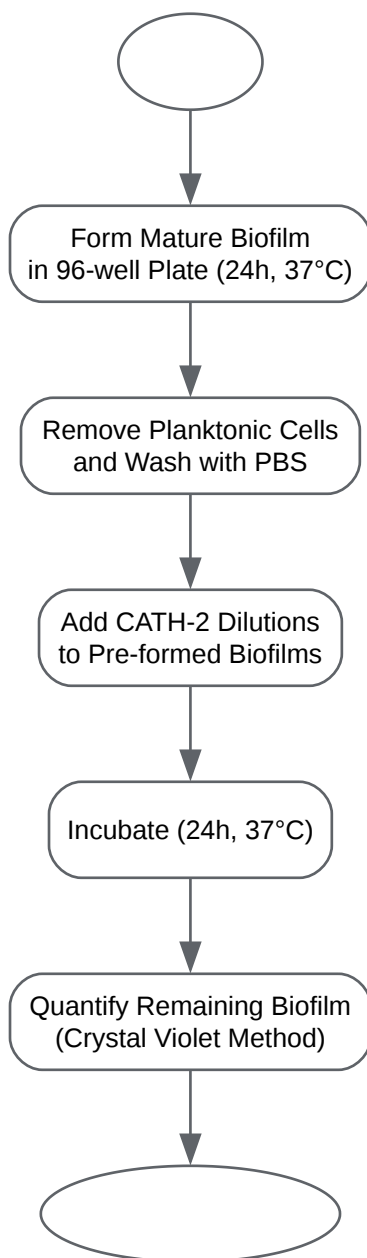 Form Mature Biofilm
in 96-well Plate (24h, 37°C)
Remove Planktonic Cells
and Wash with PBS
Add CATH-2 Dilutions
to Pre-formed Biofilms
Incubate (24h, 37°C)
Quantify Remaining Biofilm
(Crystal Violet Method)